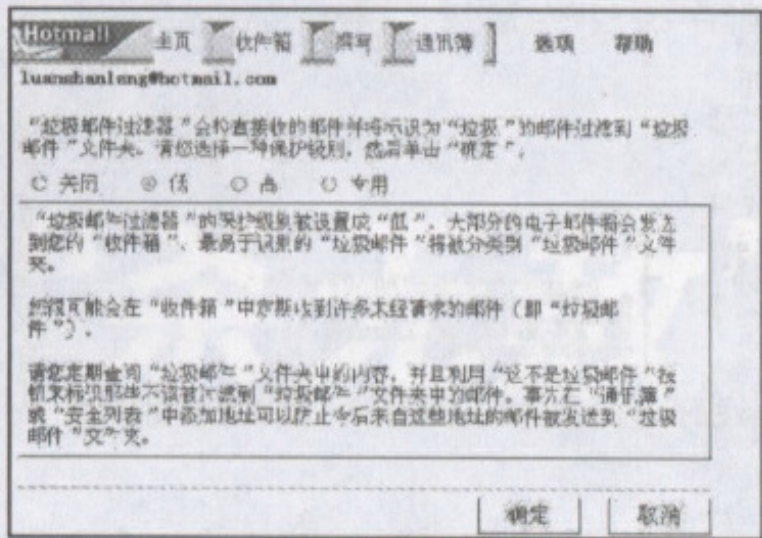 Hotmail 主页 收件箱 撰写 通讯簿 选项 帮助
luanshanleng@hotmail.com
“垃圾邮件过滤器”会检查接收的邮件并将标识为“垃圾”的邮件过滤到“垃圾
邮件”文件夹。请您选择一种保护级别，然后单击“确定”。
关闭 低 高 专用
“垃圾邮件过滤器”的保护级别被设置成“低”，大部分的电子邮件将会发送
到您的“收件箱”，最易于识别的“垃圾邮件”将被分类到“垃圾邮件”文件
夹。
您很可能会在“收件箱”中定期收到许多未经请求的邮件（即“垃圾邮
件”）。
请您定期查阅“垃圾邮件”文件夹中的内容，并且利用“这不是垃圾邮件”按
钮来标识那些不该被过滤到“垃圾邮件”文件夹中的邮件。事先在“通讯簿”
或“安全列表”中添加地址可以防止今后来自这些地址的邮件被发送到“垃圾
邮件”文件夹。
确定 取消